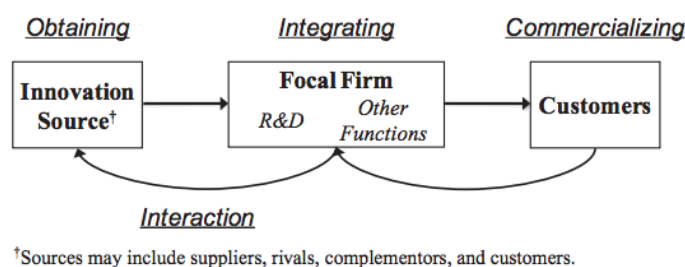 Obtaining Integrating Commercializing
Innovation
Source†
Focal Firm
R&D
Other
Functions
Customers
Interaction
†Sources may include suppliers, rivals, complementors, and customers.